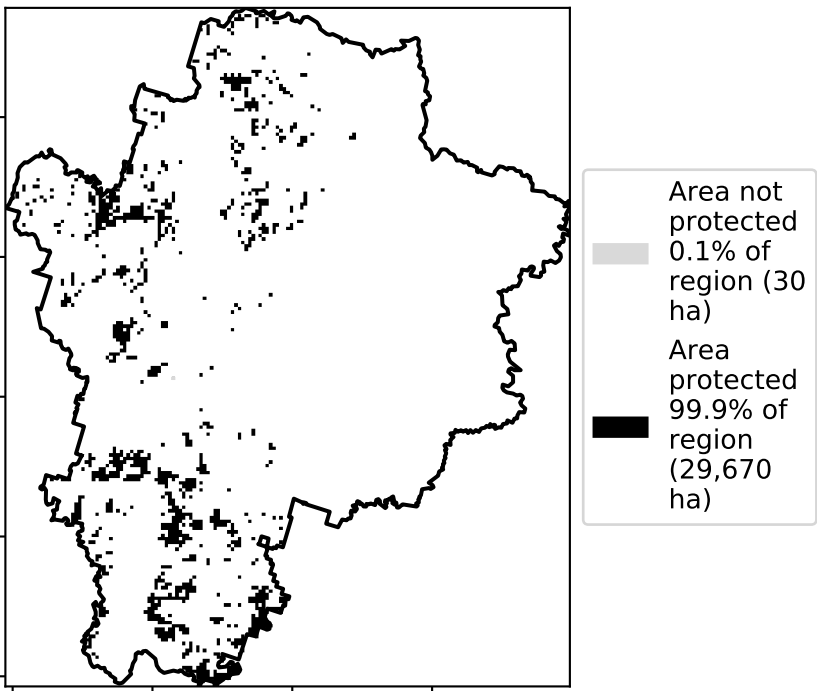 Area not
protected
0.1% of
region (30
ha)
Area
protected
99.9% of
region
(29,670
ha)